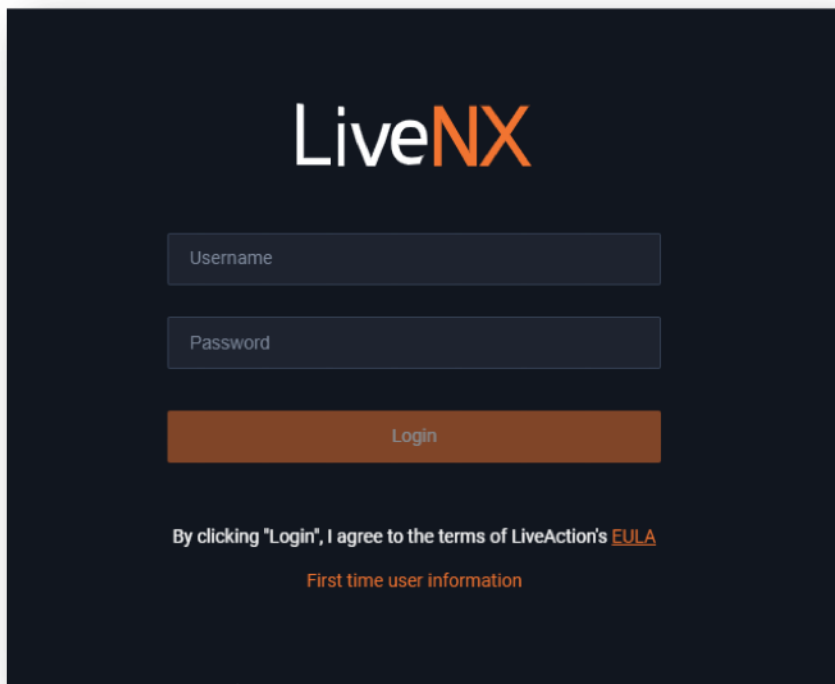 LiveNX
Username
Password
Login
By clicking "Login", I agree to the terms of LiveAction's EULA
First time user information